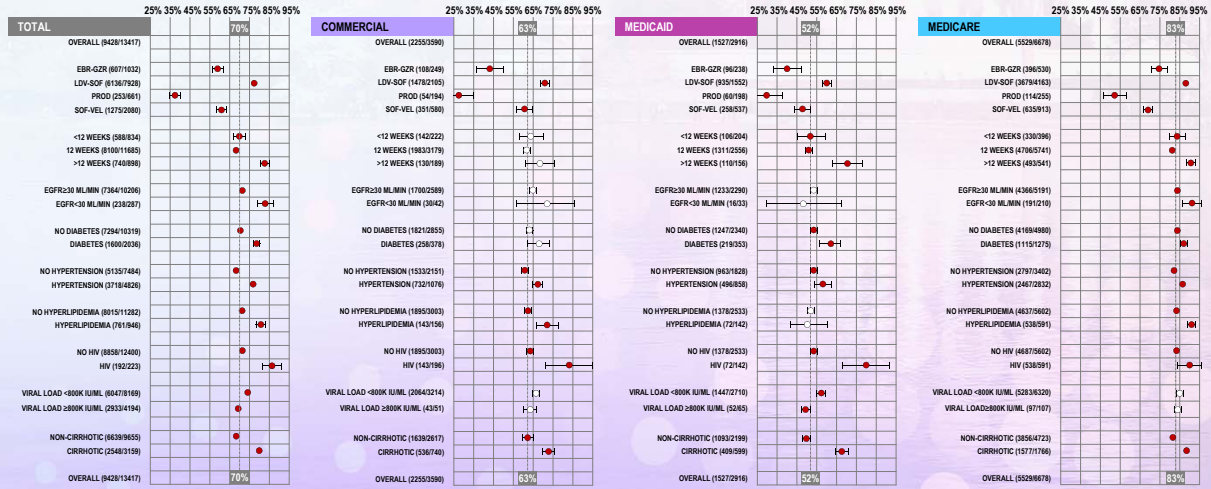 25% 35% 45% 55% 65% 75% 85% 95%
TOTAL
70%
OVERALL (9428/13417)
EBR-GZR (607/1032)
LDV-SOF (6136/7928)
PROD (253/661)
SOF-VEL (1275/2080)
<12 WEEKS (588/834)
12 WEEKS (8100/11685)
>12 WEEKS (740/898)
EGFR≥30 ML/MIN (7364/10206)
EGFR<30 ML/MIN (238/287)
NO DIABETES (7294/10319)
DIABETES (1600/2036)
NO HYPERTENSION (5135/7484)
HYPERTENSION (3718/4826)
NO HYPERLIPIDEMIA (8015/11282)
HYPERLIPIDEMIA (761/946)
NO HIV (8858/12400)
HIV (192/223)
VIRAL LOAD <800K IU/ML (6047/8169)
VIRAL LOAD ≥800K IU/ML (2933/4194)
NON-CIRRHOTIC (6639/9655)
CIRRHOTIC (2548/3159)
OVERALL (9428/13417)
70%
25% 35% 45% 55% 65% 75% 85% 95%
COMMERCIAL
63%
OVERALL (2255/3590)
EBR-GZR (108/249)
LDV-SOF (1478/2105)
PROD (54/194)
SOF-VEL (351/580)
<12 WEEKS (142/222)
12 WEEKS (1983/3179)
>12 WEEKS (130/189)
EGFR≥30 ML/MIN (1700/2589)
EGFR<30 ML/MIN (30/42)
NO DIABETES (1821/2855)
DIABETES (258/378)
NO HYPERTENSION (1533/2151)
HYPERTENSION (732/1076)
NO HYPERLIPIDEMIA (1895/3003)
HYPERLIPIDEMIA (143/156)
NO HIV (1895/3003)
HIV (143/196)
VIRAL LOAD <800K IU/ML (2064/3214)
VIRAL LOAD ≥800K IU/ML (43/51)
NON-CIRRHOTIC (1639/2617)
CIRRHOTIC (536/740)
OVERALL (2255/3590)
63%
25% 35% 45% 55% 65% 75% 85% 95%
MEDICAID
52%
OVERALL (1527/2916)
EBR-GZR (96/238)
LDV-SOF (935/1552)
PROD (60/198)
SOF-VEL (258/537)
<12 WEEKS (106/204)
12 WEEKS (1311/2556)
>12 WEEKS (110/156)
EGFR≥30 ML/MIN (1233/2290)
EGFR<30 ML/MIN (16/33)
NO DIABETES (1247/2340)
DIABETES (219/353)
NO HYPERTENSION (963/1828)
HYPERTENSION (496/858)
NO HYPERLIPIDEMIA (1378/2533)
HYPERLIPIDEMIA (72/142)
NO HIV (1378/2533)
HIV (72/142)
VIRAL LOAD <800K IU/ML (1447/2710)
VIRAL LOAD ≥800K IU/ML (52/65)
NON-CIRRHOTIC (1093/2199)
CIRRHOTIC (409/599)
OVERALL (1527/2916)
52%
25% 35% 45% 55% 65% 75% 85% 95%
MEDICARE
83%
OVERALL (5529/6678)
EBR-GZR (396/530)
LDV-SOF (3679/4163)
PROD (114/255)
SOF-VEL (635/913)
<12 WEEKS (330/396)
12 WEEKS (4706/5741)
>12 WEEKS (493/541)
EGFR≥30 ML/MIN (4366/5191)
EGFR<30 ML/MIN (191/210)
NO DIABETES (4169/4980)
DIABETES (1115/1275)
NO HYPERTENSION (2797/3402)
HYPERTENSION (2467/2832)
NO HYPERLIPIDEMIA (4637/5602)
HYPERLIPIDEMIA (538/591)
NO HIV (4687/5602)
HIV (538/591)
VIRAL LOAD <800K IU/ML (5283/6320)
VIRAL LOAD≥800K IU/ML (97/107)
NON-CIRRHOTIC (3856/4723)
CIRRHOTIC (1577/1766)
OVERALL (5529/6678)
83%